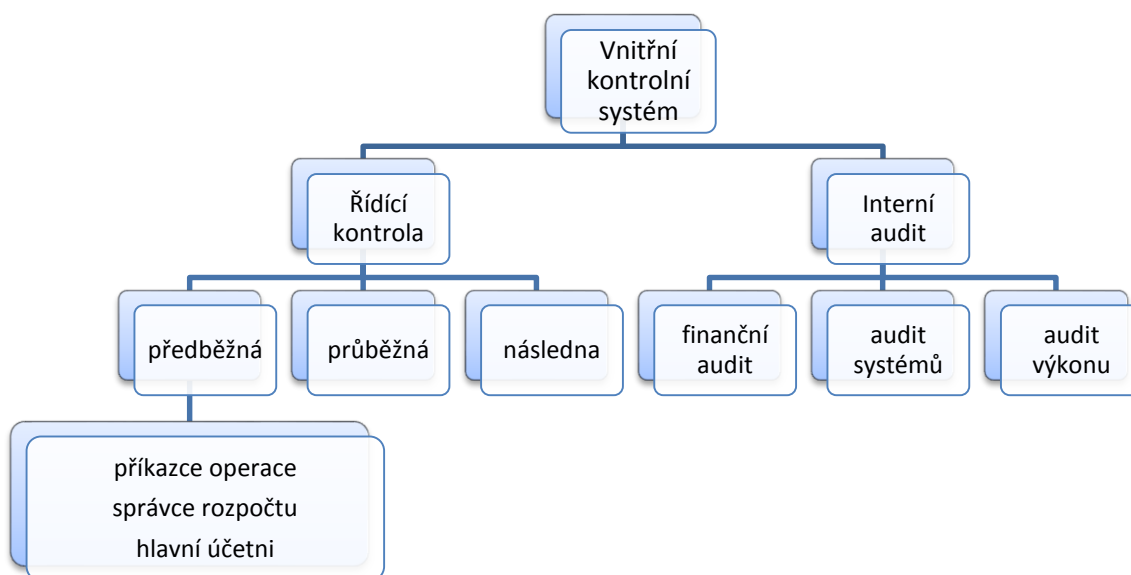 Vnitřní
kontrolní
systém
Řídící
kontrola
Interní
audit
předběžná
průběžná
následna
finanční
audit
audit
systémů
audit
výkonu
příkazce operace
správce rozpočtu
hlavní účetni